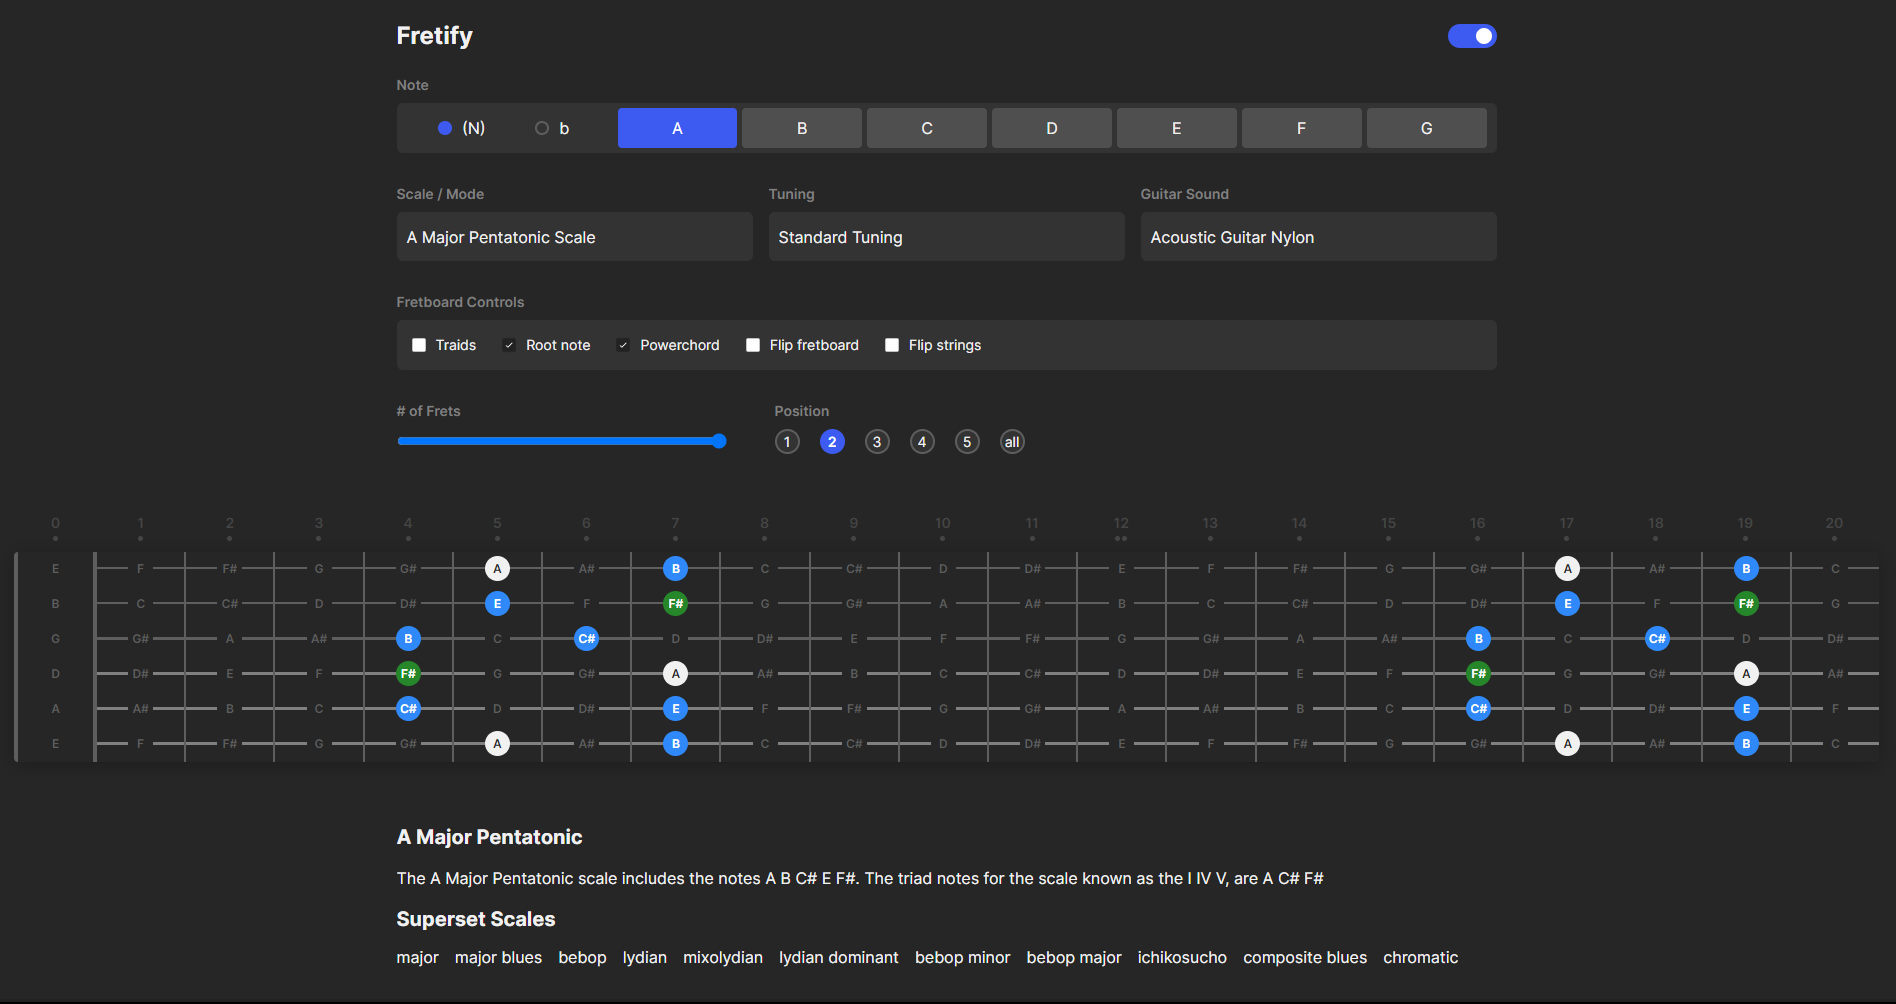 Fretify
Note
(N) b A B C D E F G
Scale / Mode Tuning Guitar Sound
A Major Pentatonic Scale Standard Tuning Acoustic Guitar Nylon
Fretboard Controls
Traids Root note Powerchord Flip fretboard Flip strings
# of Frets Position
1 2 3 4 5 all
0 1 2 3 4 5 6 7 8 9 10 11 12 13 14 15 16 17 18 19 20
E F F# G G# A A# B C C# D D# E F F# G G# A A# B C
B C C# D D# E F F# G G# A A# B C C# D D# E F F# G
G G# A A# B C C# D D# E F F# G G# A A# B C C# D D#
D D# E F F# G G# A A# B C C# D D# E F F# G G# A A#
A A# B C C# D D# E F F# G G# A A# B C C# D D# E F
E F F# G G# A A# B C C# D D# E F F# G G# A A# B C
A Major Pentatonic
The A Major Pentatonic scale includes the notes A B C# E F#. The triad notes for the scale known as the I IV V, are A C# F#
Superset Scales
major major blues bebop lydian mixolydian lydian dominant bebop minor bebop major ichikosucho composite blues chromatic